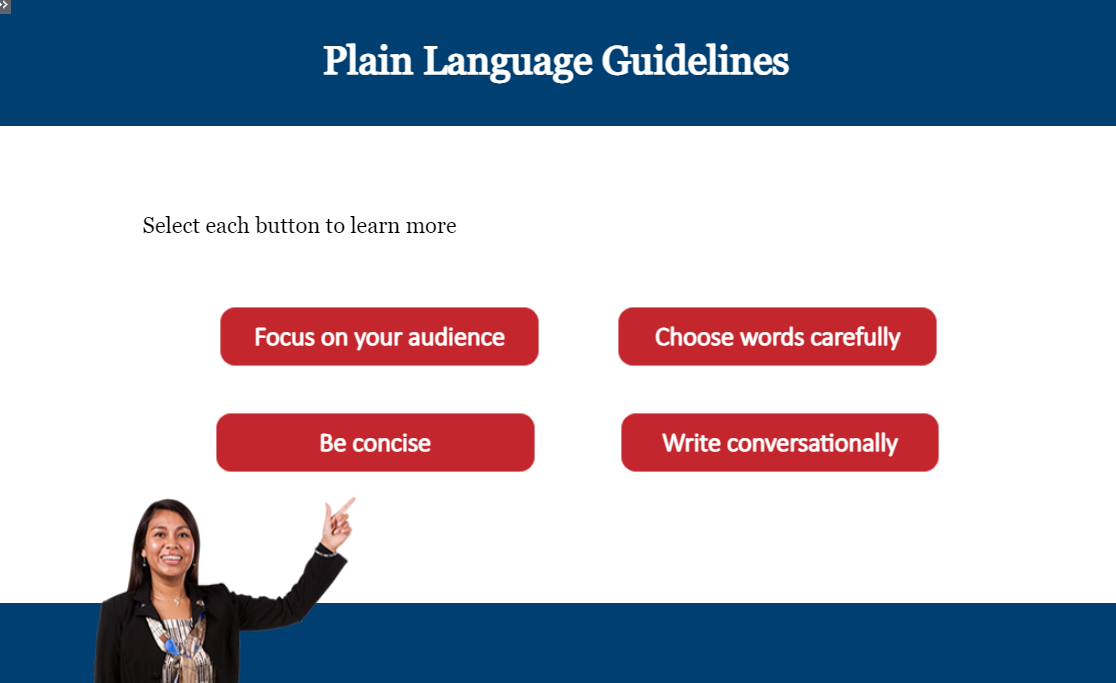 Plain Language Guidelines
Select each button to learn more
Focus on your audience
Choose words carefully
Be concise
Write conversationally